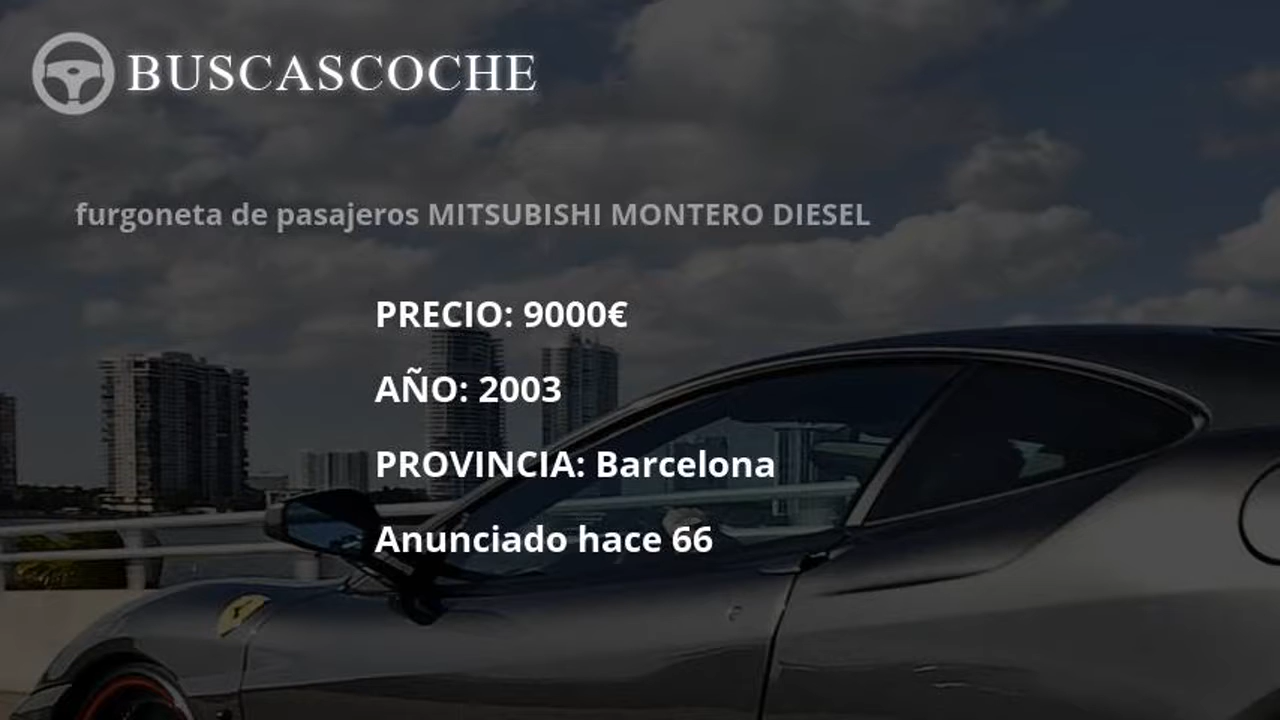 BUSCASCOCHE
furgoneta de pasajeros MITSUBISHI MONTERO DIESEL
PRECIO: 9000€
AÑO: 2003
PROVINCIA: Barcelona
Anunciado hace 66